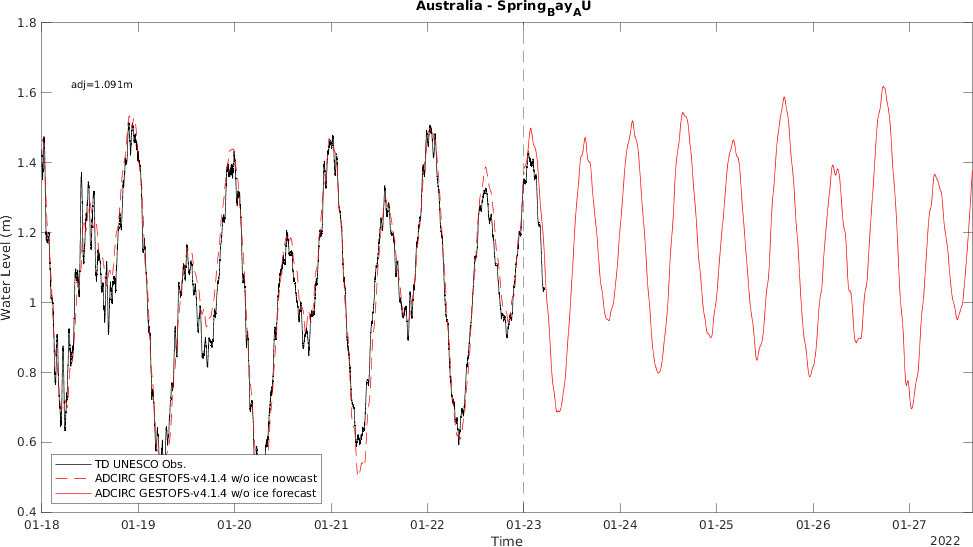 Australia - SpringBayAU
1.8
adj=1.091m
1.6
1.4
1.2
1
0.8
0.6
0.4
Water Level (m)
TD UNESCO Obs.
ADCIRC GESTOFS-v4.1.4 w/o ice nowcast
ADCIRC GESTOFS-v4.1.4 w/o ice forecast
01-18 01-19 01-20 01-21 01-22 01-23 01-24 01-25 01-26 01-27
Time
2022